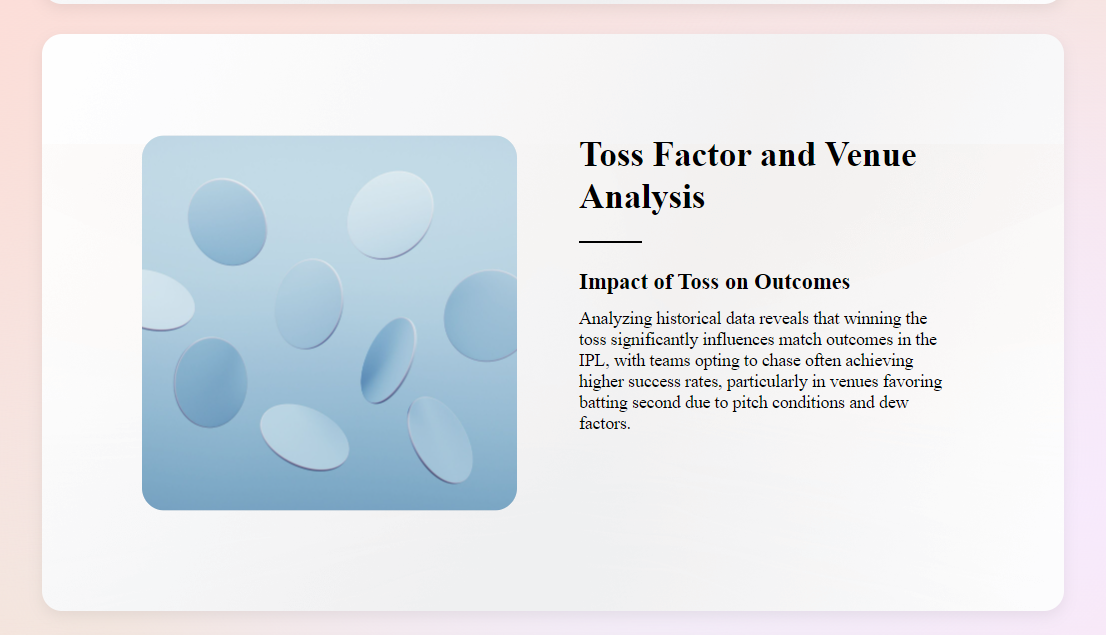 Toss Factor and Venue
Analysis
Impact of Toss on Outcomes
Analyzing historical data reveals that winning the
toss significantly influences match outcomes in the
IPL, with teams opting to chase often achieving
higher success rates, particularly in venues favoring
batting second due to pitch conditions and dew
factors.